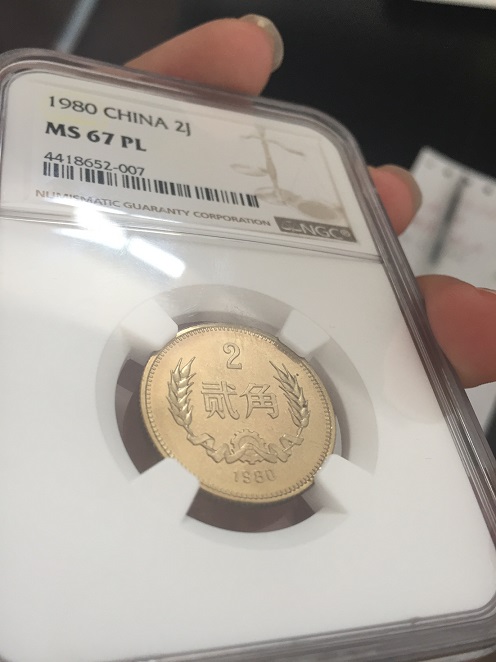 1980 CHINA 2J
MS 67 PL
4418652-007
NUMISMATIC GUARANTY CORPORATION
NGC®
2
贰角
1980